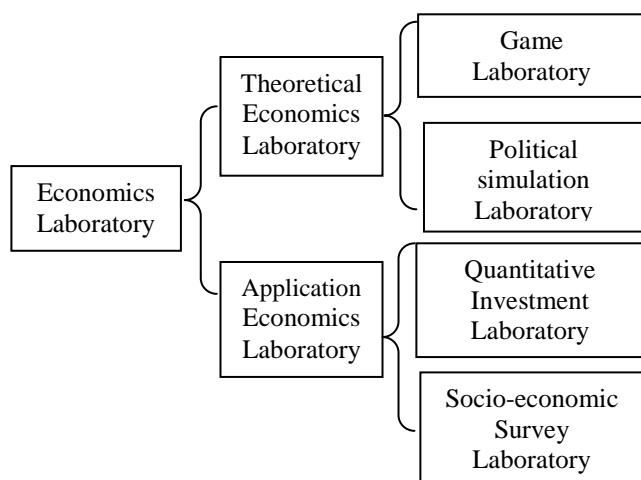 Economics
Laboratory
Theoretical
Economics
Laboratory
Game
Laboratory
Political
simulation
Laboratory
Application
Economics
Laboratory
Quantitative
Investment
Laboratory
Socio-economic
Survey
Laboratory